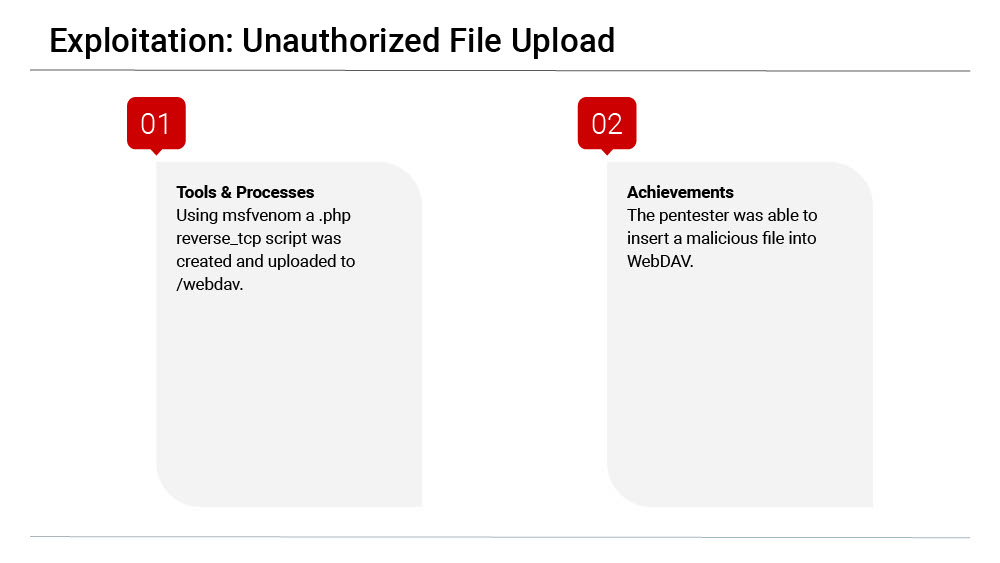 Exploitation: Unauthorized File Upload
01
Tools & Processes
Using msfvenom a .php
reverse_tcp script was
created and uploaded to
/webdav.
02
Achievements
The pentester was able to
insert a malicious file into
WebDAV.